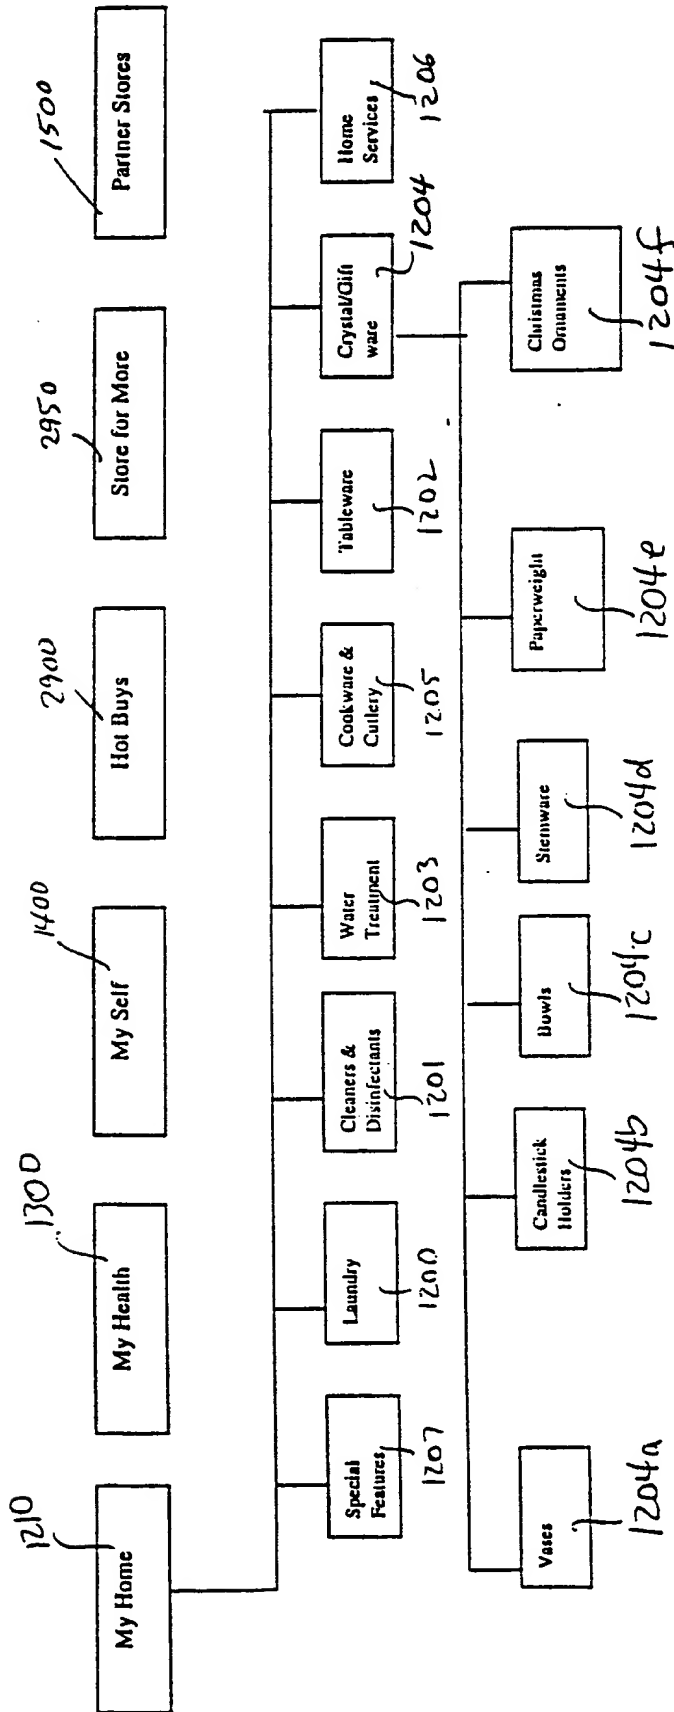 1210
My Home
1300
My Health
1400
My Self
2900
Hot Buys
2950
Store for More
1500
Partner Stores
Special
Features
1207
Laundry
1200
Cleaners &
Disinfectants
1201
Water
Treatment
1203
Cookware &
Cutlery
1205
Tableware
1202
Crystal/Gift
ware
1204
Home
Services
1206
Vases
1204a
Candlestick
Holders
1204b
Bowls
1204c
Stemware
1204d
Paperweight
1204e
Christmas
Ornaments
1204f